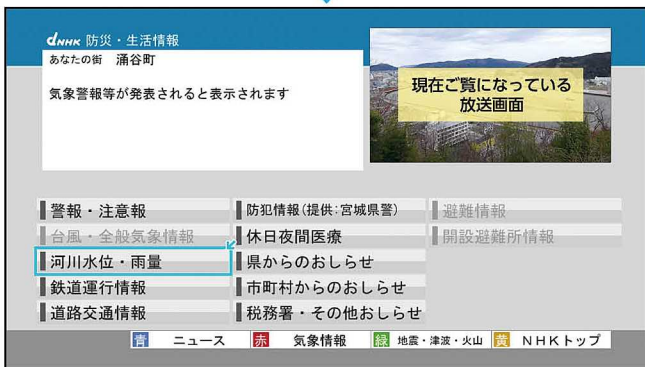 dNHK 防災・生活情報
あなたの街 涌谷町
気象警報等が発表されると表示されます
現在ご覧になっている
放送画面
警報・注意報
防犯情報(提供:宮城県警)
避難情報
台風・全般気象情報
休日夜間医療
開設避難所情報
河川水位・雨量
県からのおしらせ
鉄道運行情報
市町村からのおしらせ
道路交通情報
税務署・その他おしらせ
青 ニュース 赤 気象情報 緑 地震・津波・火山 黄 NHKトップ